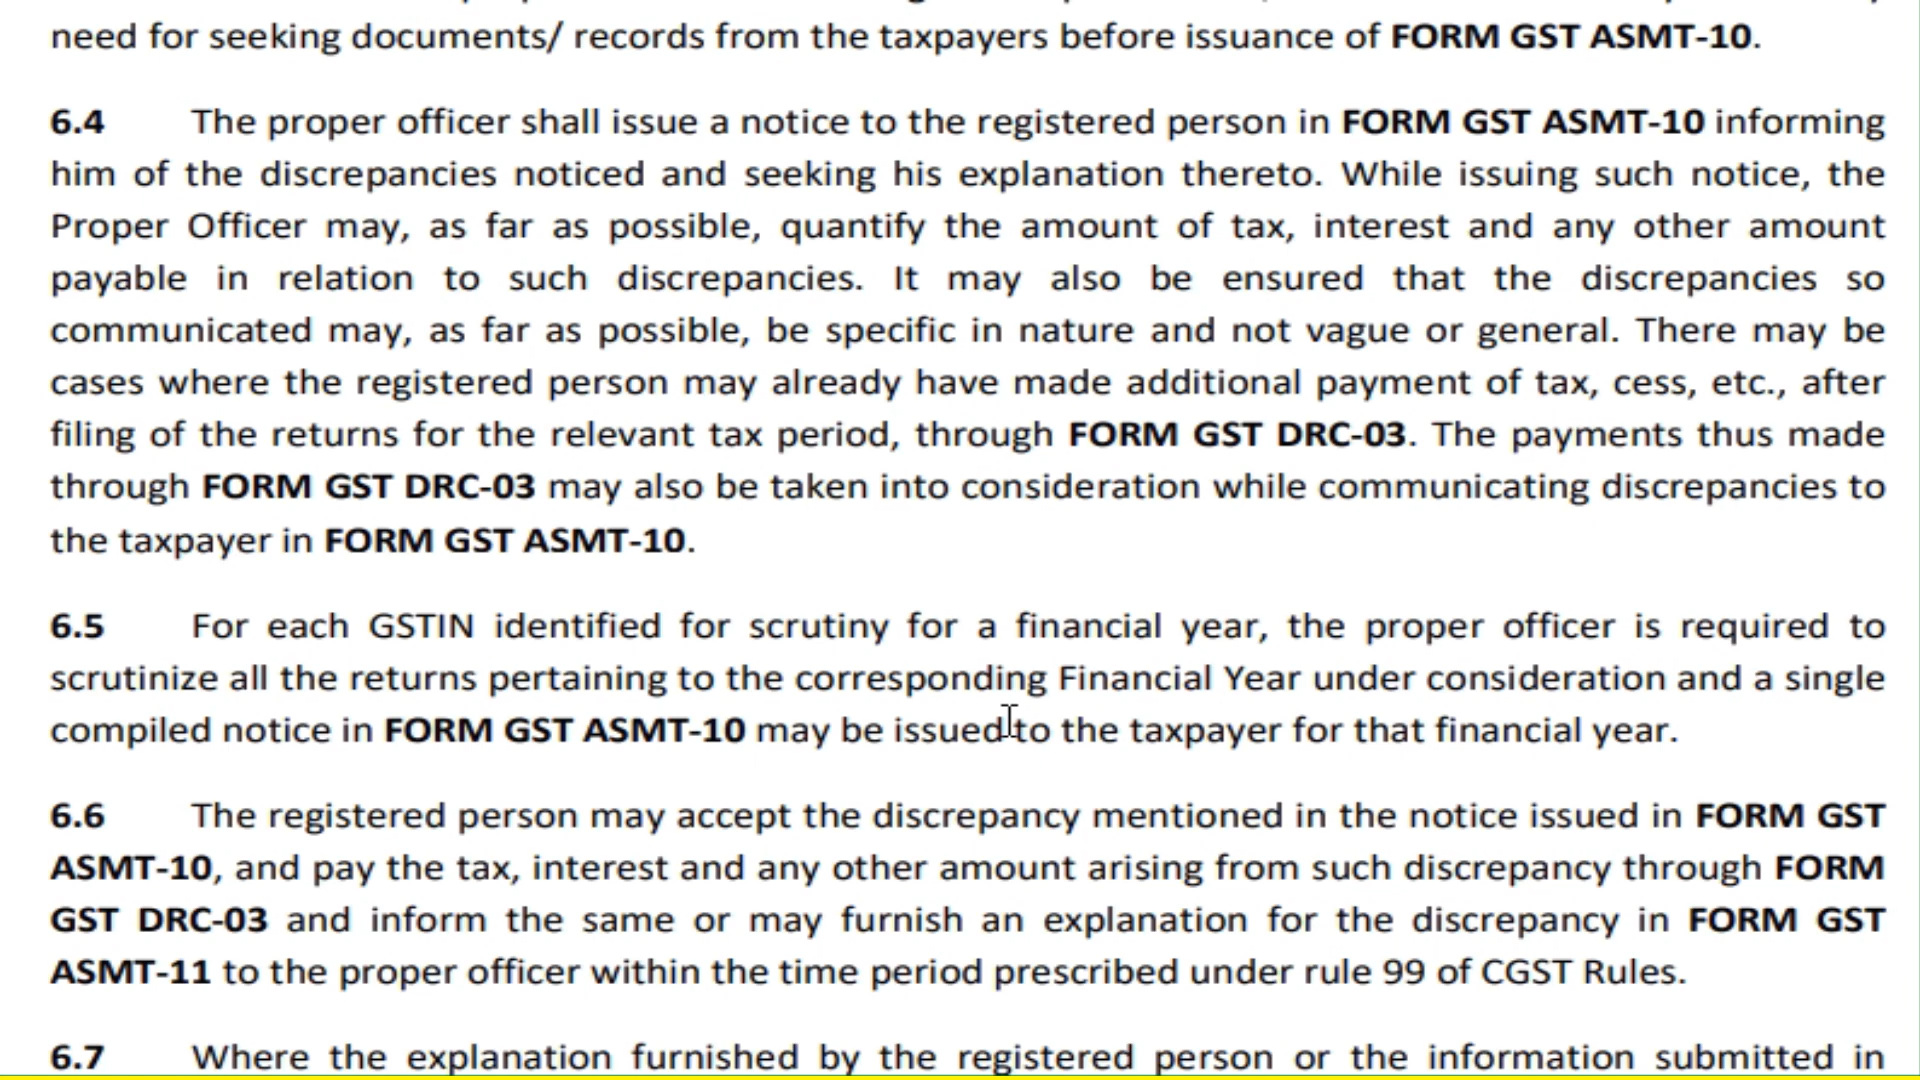 need for seeking documents/ records from the taxpayers before issuance of FORM GST ASMT-10.
6.4 The proper officer shall issue a notice to the registered person in FORM GST ASMT-10 informing
him of the discrepancies noticed and seeking his explanation thereto. While issuing such notice, the
Proper Officer may, as far as possible, quantify the amount of tax, interest and any other amount
payable in relation to such discrepancies. It may also be ensured that the discrepancies so
communicated may, as far as possible, be specific in nature and not vague or general. There may be
cases where the registered person may already have made additional payment of tax, cess, etc., after
filing of the returns for the relevant tax period, through FORM GST DRC-03. The payments thus made
through FORM GST DRC-03 may also be taken into consideration while communicating discrepancies to
the taxpayer in FORM GST ASMT-10.
6.5 For each GSTIN identified for scrutiny for a financial year, the proper officer is required to
scrutinize all the returns pertaining to the corresponding Financial Year under consideration and a single
compiled notice in FORM GST ASMT-10 may be issued to the taxpayer for that financial year.
6.6 The registered person may accept the discrepancy mentioned in the notice issued in FORM GST
ASMT-10, and pay the tax, interest and any other amount arising from such discrepancy through FORM
GST DRC-03 and inform the same or may furnish an explanation for the discrepancy in FORM GST
ASMT-11 to the proper officer within the time period prescribed under rule 99 of CGST Rules.
6.7 Where the explanation furnished by the registered person or the information submitted in